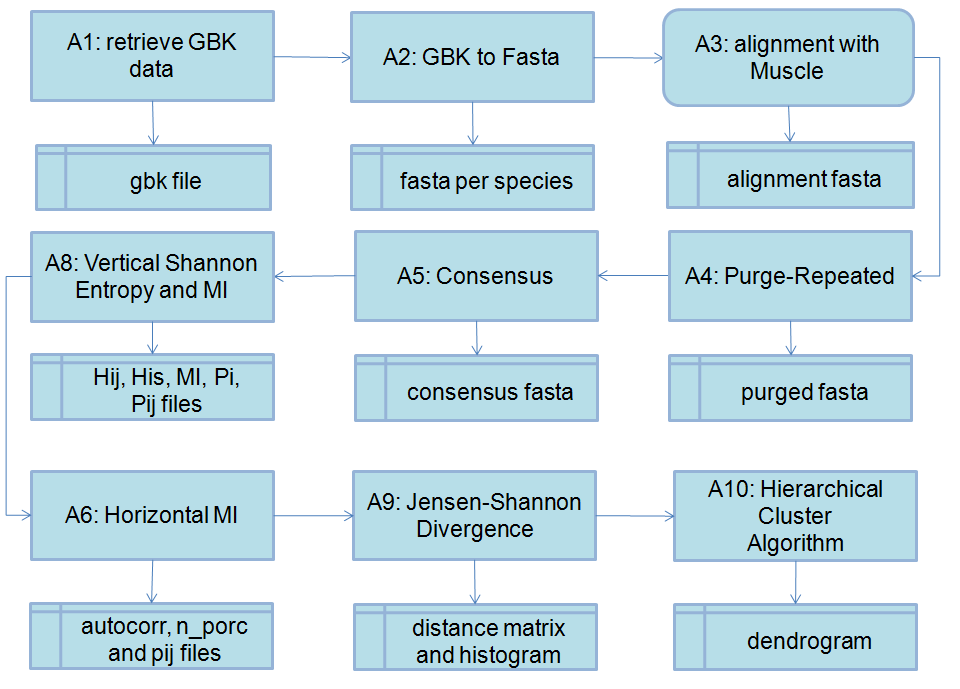 A1: retrieve GBK
data
A2: GBK to Fasta
A3: alignment with
Muscle
gbk file
fasta per species
alignment fasta
A8: Vertical Shannon
Entropy and MI
A5: Consensus
A4: Purge-Repeated
Hij, His, MI, Pi,
Pij files
consensus fasta
purged fasta
A6: Horizontal MI
A9: Jensen-Shannon
Divergence
A10: Hierarchical
Cluster
Algorithm
autocorr, n_porc
and pij files
distance matrix
and histogram
dendrogram